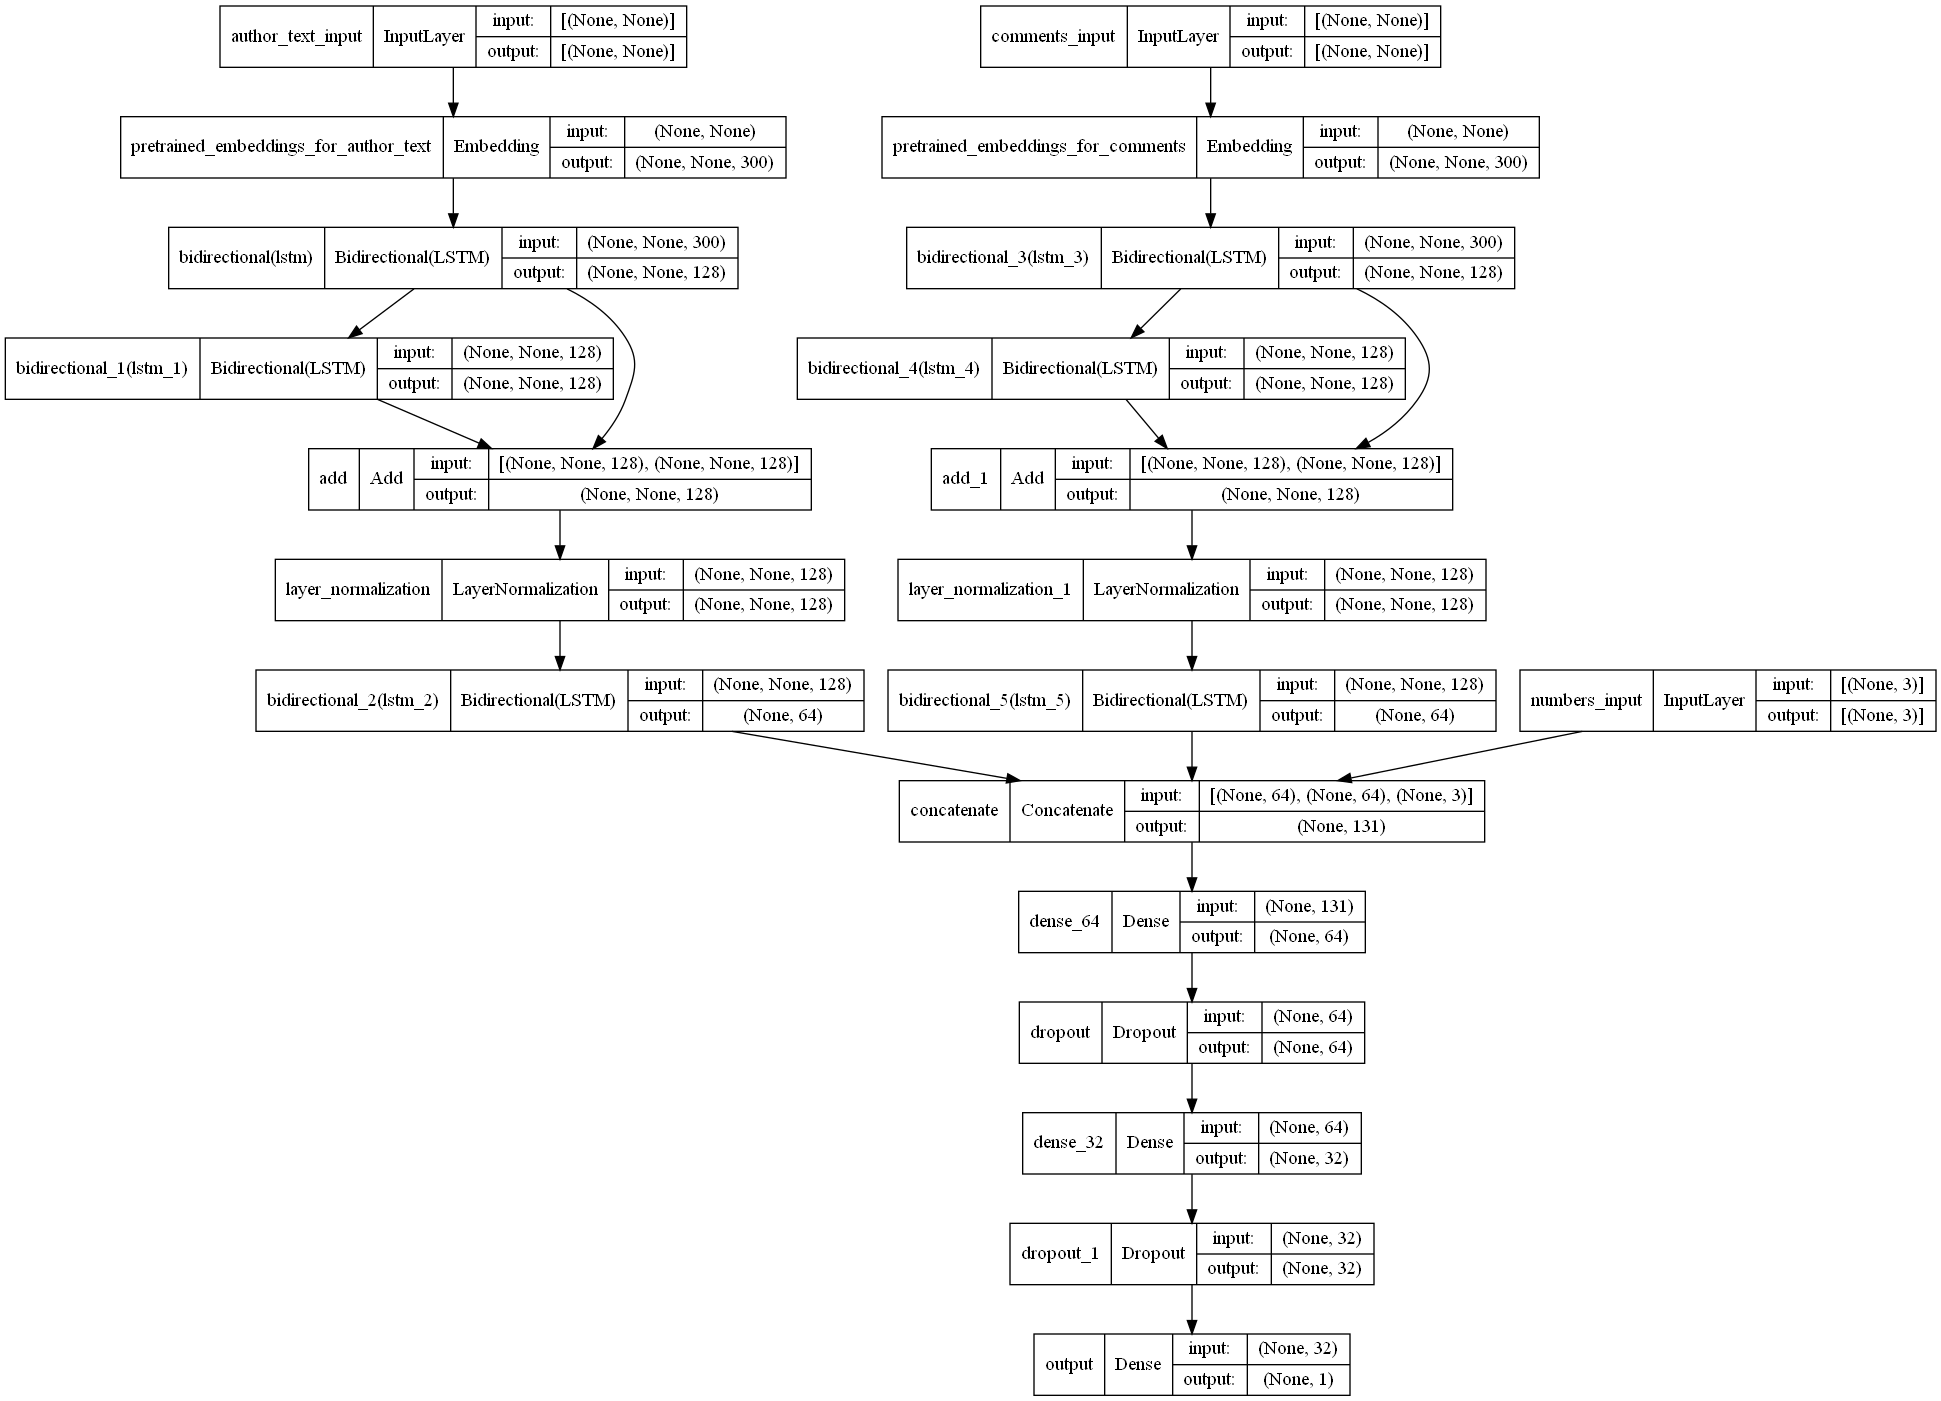 author_text_input InputLayer input: [(None, None)]
output: [(None, None)]
comments_input InputLayer input: [(None, None)]
output: [(None, None)]
pretrained_embeddings_for_author_text Embedding input: (None, None)
output: (None, None, 300)
pretrained_embeddings_for_comments Embedding input: (None, None)
output: (None, None, 300)
bidirectional(lstm) Bidirectional(LSTM) input: (None, None, 300)
output: (None, None, 128)
bidirectional_3(lstm_3) Bidirectional(LSTM) input: (None, None, 300)
output: (None, None, 128)
bidirectional_1(lstm_1) Bidirectional(LSTM) input: (None, None, 128)
output: (None, None, 128)
bidirectional_4(lstm_4) Bidirectional(LSTM) input: (None, None, 128)
output: (None, None, 128)
add Add input: [(None, None, 128), (None, None, 128)]
output: (None, None, 128)
add_1 Add input: [(None, None, 128), (None, None, 128)]
output: (None, None, 128)
layer_normalization LayerNormalization input: (None, None, 128)
output: (None, None, 128)
layer_normalization_1 LayerNormalization input: (None, None, 128)
output: (None, None, 128)
bidirectional_2(lstm_2) Bidirectional(LSTM) input: (None, None, 128)
output: (None, 64)
bidirectional_5(lstm_5) Bidirectional(LSTM) input: (None, None, 128)
output: (None, 64)
numbers_input InputLayer input: [(None, 3)]
output: [(None, 3)]
concatenate Concatenate input: [(None, 64), (None, 64), (None, 3)]
output: (None, 131)
dense_64 Dense input: (None, 131)
output: (None, 64)
dropout Dropout input: (None, 64)
output: (None, 64)
dense_32 Dense input: (None, 64)
output: (None, 32)
dropout_1 Dropout input: (None, 32)
output: (None, 32)
output Dense input: (None, 32)
output: (None, 1)